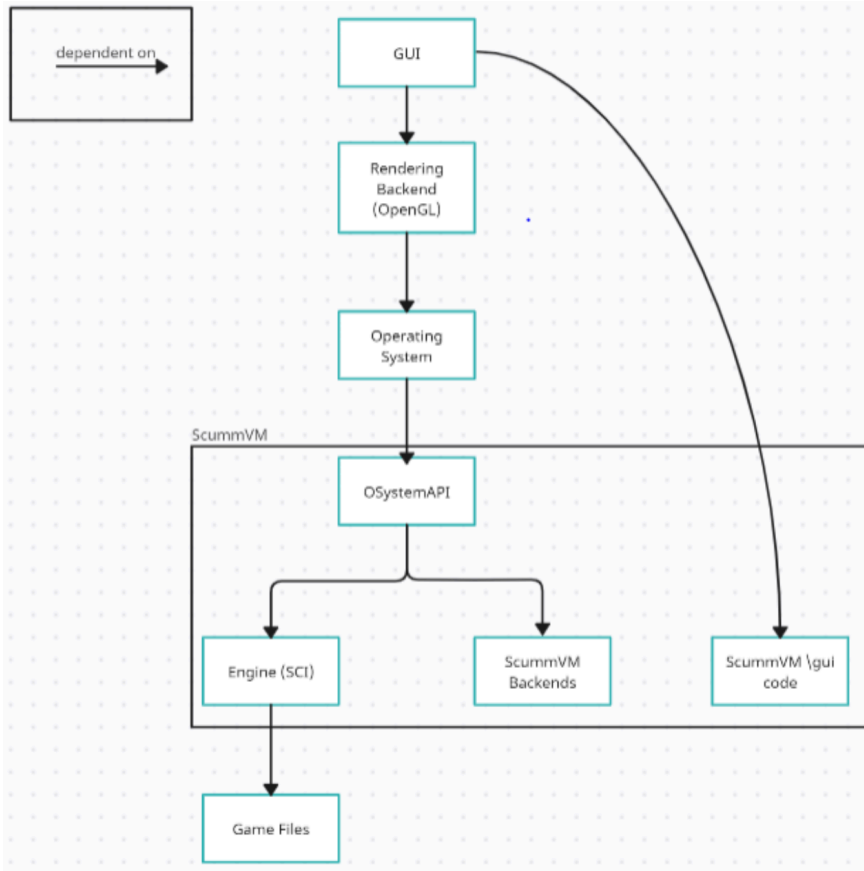 dependent on
GUI
Rendering
Backend
(OpenGL)
Operating
System
ScummVM
OSystemAPI
Engine (SCI)
ScummVM
Backends
ScummVM \gui
code
Game Files